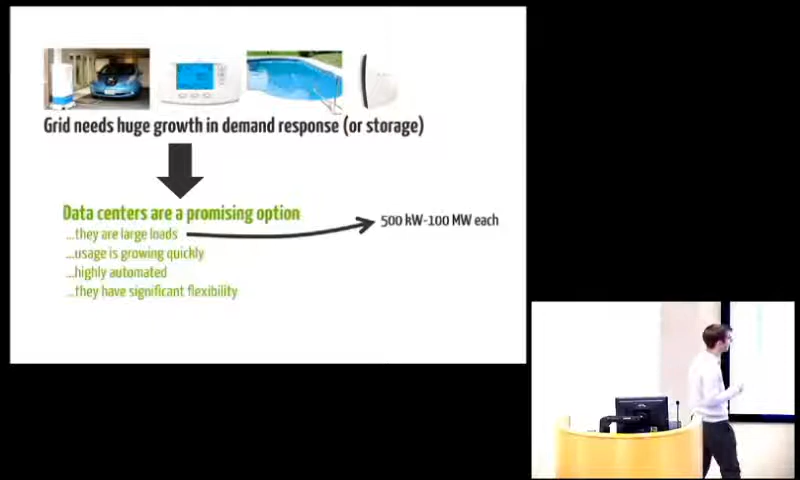 Grid needs huge growth in demand response (or storage)
Data centers are a promising option
...they are large loads
500 kW-100 MW each
...usage is growing quickly
...highly automated
...they have significant flexibility